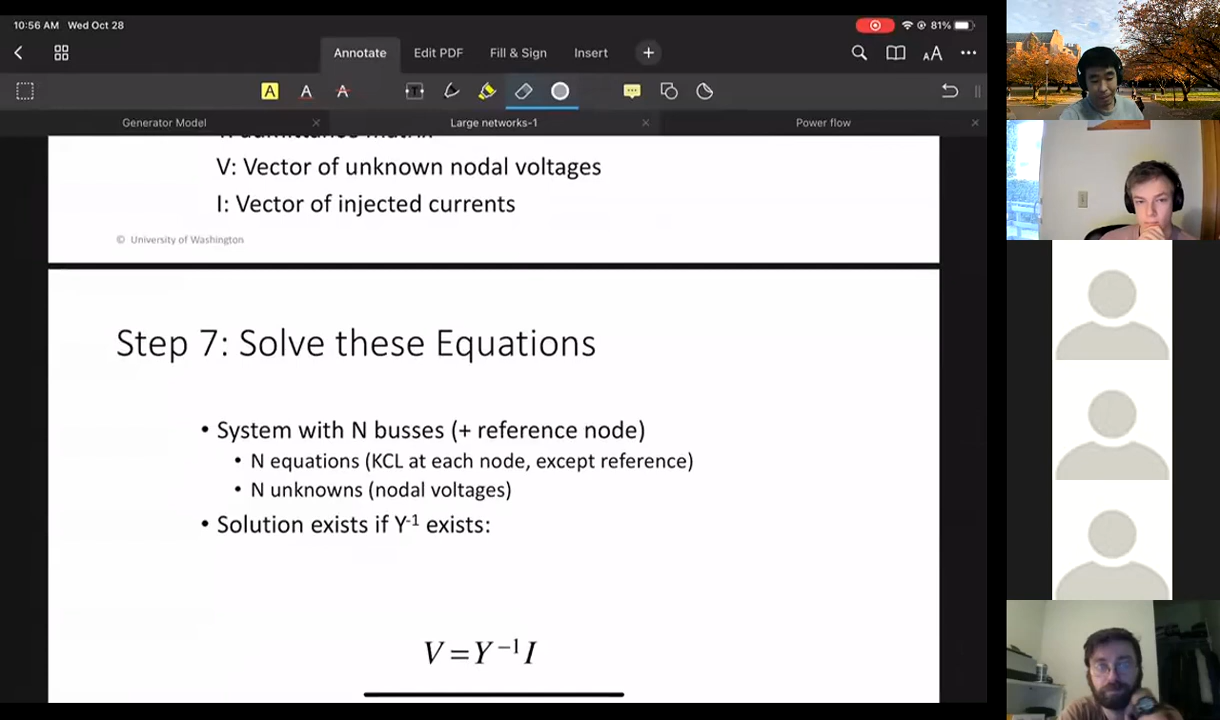 10:56 AM Wed Oct 28
81%
Annotate Edit PDF Fill & Sign Insert +
AA
A A A T
Generator Model × Large networks-1 × Power flow ×
V: Vector of unknown nodal voltages
I: Vector of injected currents
© University of Washington
Step 7: Solve these Equations
• System with N busses (+ reference node)
• N equations (KCL at each node, except reference)
• N unknowns (nodal voltages)
• Solution exists if Y⁻¹ exists:
V = Y⁻¹ I